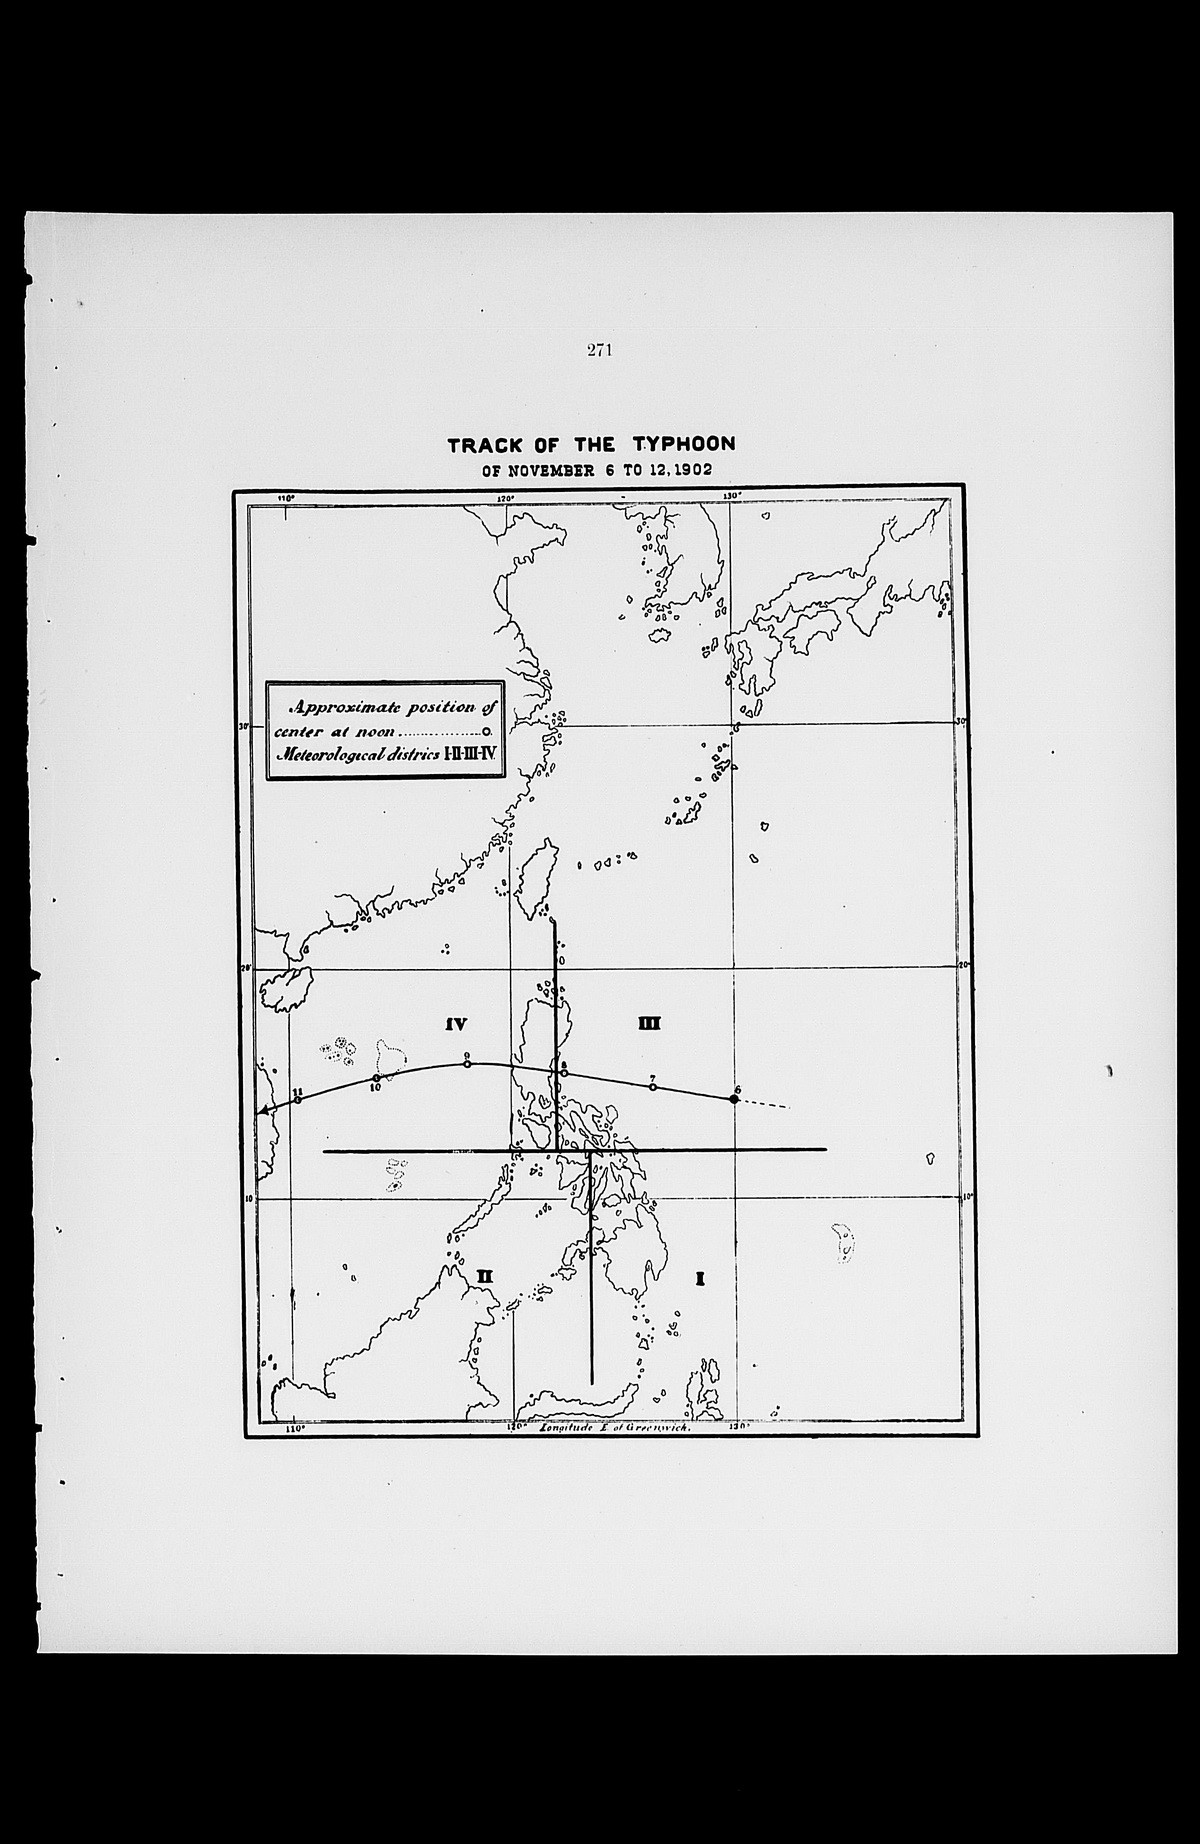 271
TRACK OF THE TYPHOON
OF NOVEMBER 6 TO 12, 1902
110° 120° 130°
Approximate position of
center at noon ................ o
Meteorological districs I-II-III-IV
30° 30°
20° 20°
IV III
9 8 7 6
11 10
10 10°
II I
110° 120° Longitude E of Greenwich. 130°